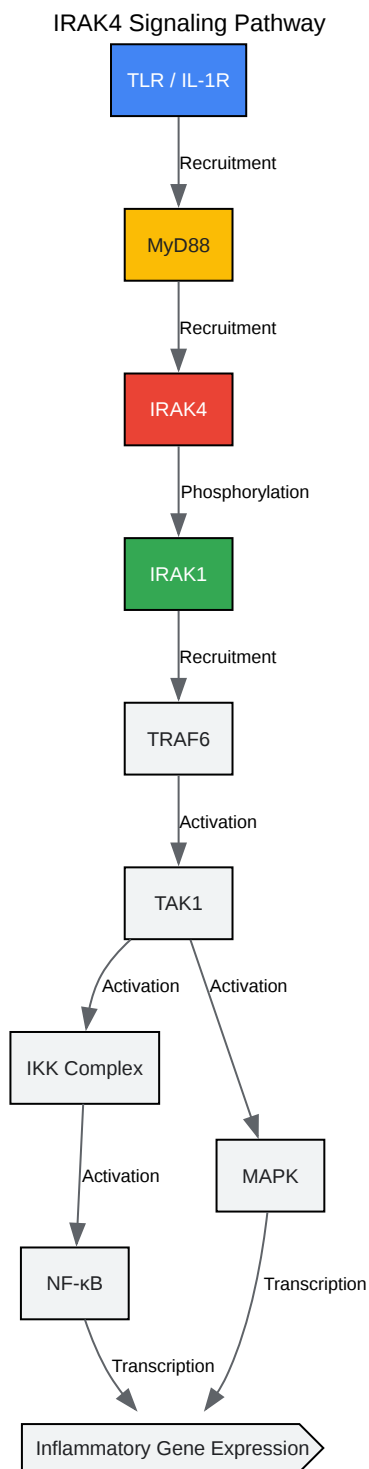 IRAK4 Signaling Pathway
TLR / IL-1R
Recruitment
MyD88
Recruitment
IRAK4
Phosphorylation
IRAK1
Recruitment
TRAF6
Activation
TAK1
Activation
Activation
IKK Complex
Activation
MAPK
NF-κB
Transcription
Transcription
Inflammatory Gene Expression